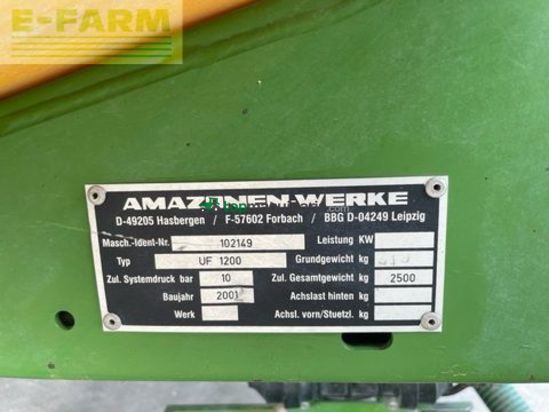 E-FARM
AMAZONEN-WERKE
D-49205 Hasbergen / F-57602 Forbach / BBG D-04249 Leipzig
Masch.-Ident-Nr. 102149 Leistung KW
Typ UF 1200 Grundgewicht kg
Zul. Systemdruck bar 10 Zul. Gesamtgewicht kg 2500
Baujahr 2001 Achslast hinten kg
Werk Achsl. vorn/Stuetzl. kg